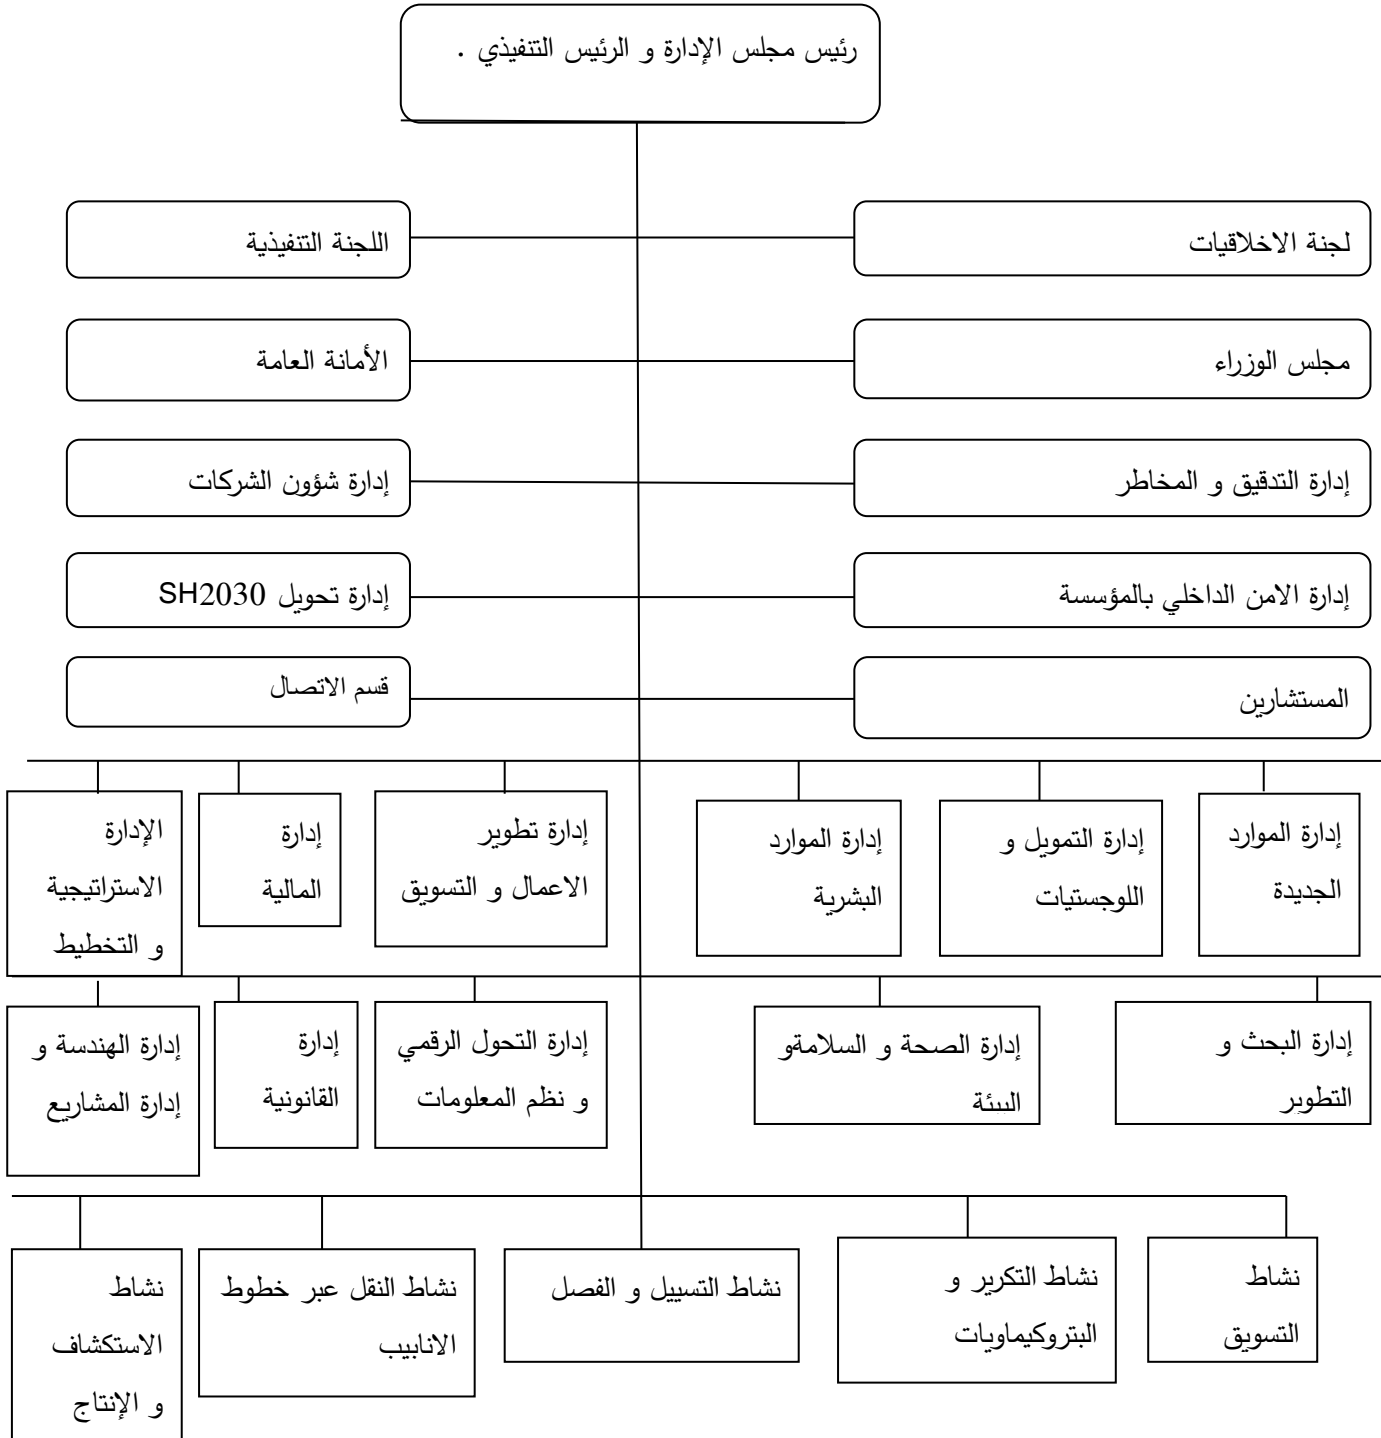 رئيس مجلس الإدارة و الرئيس التنفيذي .
لجنة الاخلاقيات
اللجنة التنفيذية
مجلس الوزراء
الأمانة العامة
إدارة التدقيق و المخاطر
إدارة شؤون الشركات
إدارة الامن الداخلي بالمؤسسة
إدارة تحويل SH2030
المستشارين
قسم الاتصال
إدارة الموارد
الجديدة
إدارة التمويل و
اللوجستيات
إدارة الموارد
البشرية
إدارة تطوير
الاعمال و التسويق
إدارة
المالية
الإدارة
الاستراتيجية
و التخطيط
إدارة البحث و
التطوير
إدارة الصحة و السلامةو
البيئة
إدارة التحول الرقمي
و نظم المعلومات
إدارة
القانونية
إدارة الهندسة و
إدارة المشاريع
نشاط
التسويق
نشاط التكرير و
البتروكيماويات
نشاط التسييل و الفصل
نشاط النقل عبر خطوط
الانابيب
نشاط
الاستكشاف
و الإنتاج